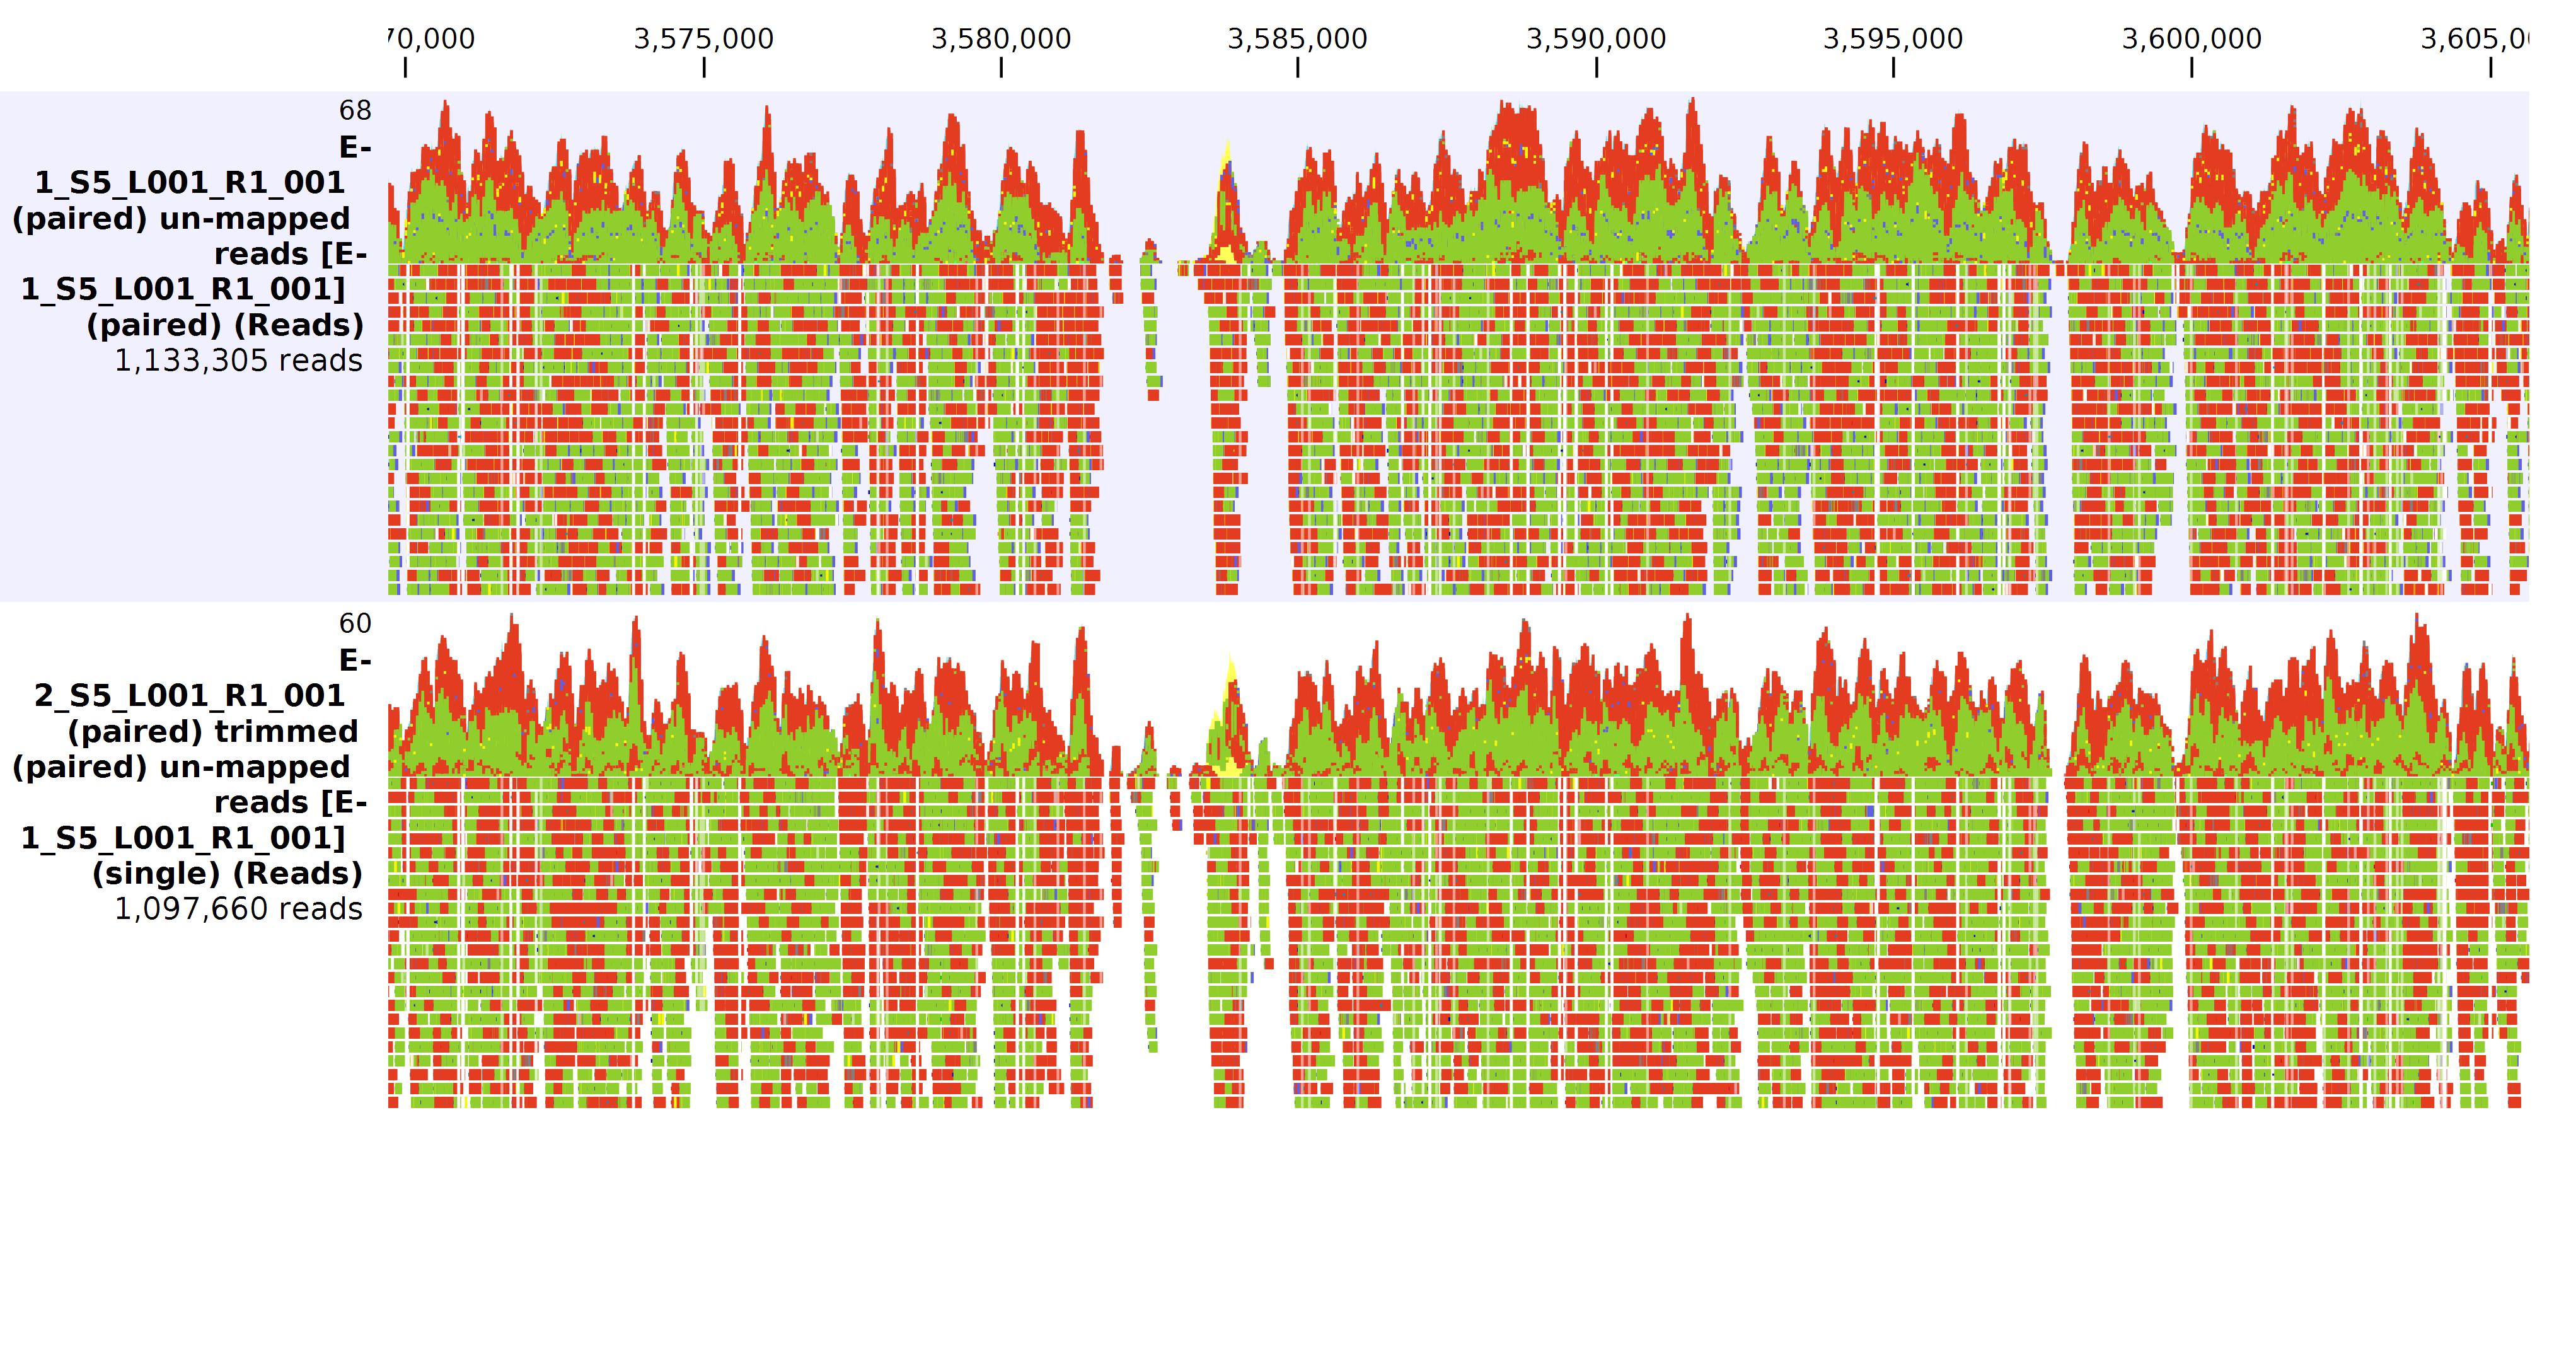 70,000 3,575,000 3,580,000 3,585,000 3,590,000 3,595,000 3,600,000 3,605,0
68
E-
1_S5_L001_R1_001
(paired) un-mapped
reads [E-
1_S5_L001_R1_001]
(paired) (Reads)
1,133,305 reads
60
E-
2_S5_L001_R1_001
(paired) trimmed
(paired) un-mapped
reads [E-
1_S5_L001_R1_001]
(single) (Reads)
1,097,660 reads